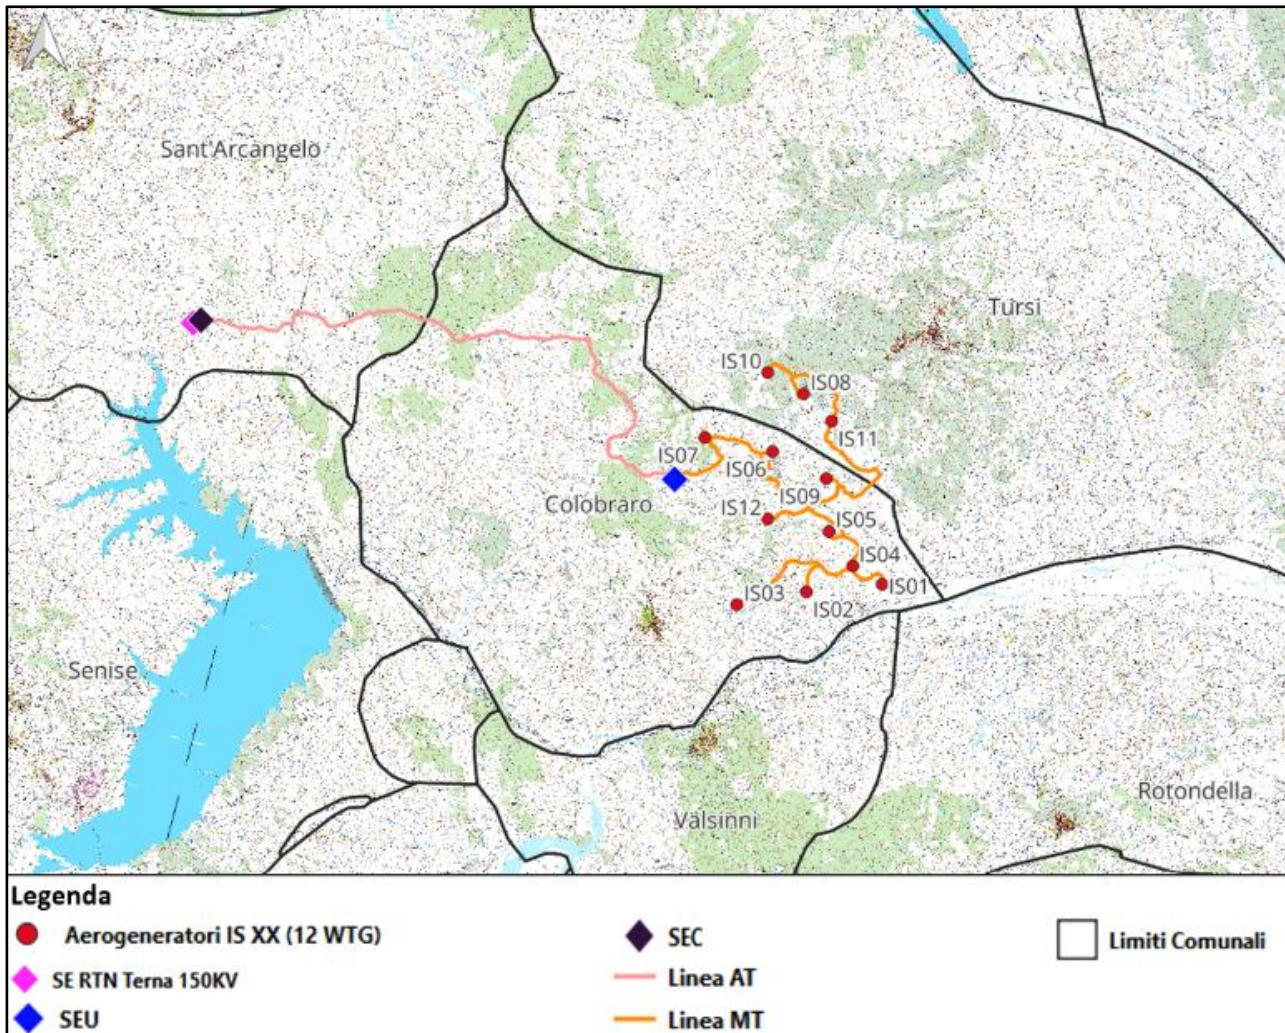 Sant'Arcangelo
Tursi
IS10
IS08
IS11
IS07
IS06
Colobraro
IS09
IS12
IS05
IS04
IS03
IS01
IS02
Senise
Rotondella
Valsinni
Legenda
Aerogeneratori IS XX (12 WTG)
SE RTN Terna 150KV
SEU
SEC
Linea AT
Linea MT
Limiti Comunali